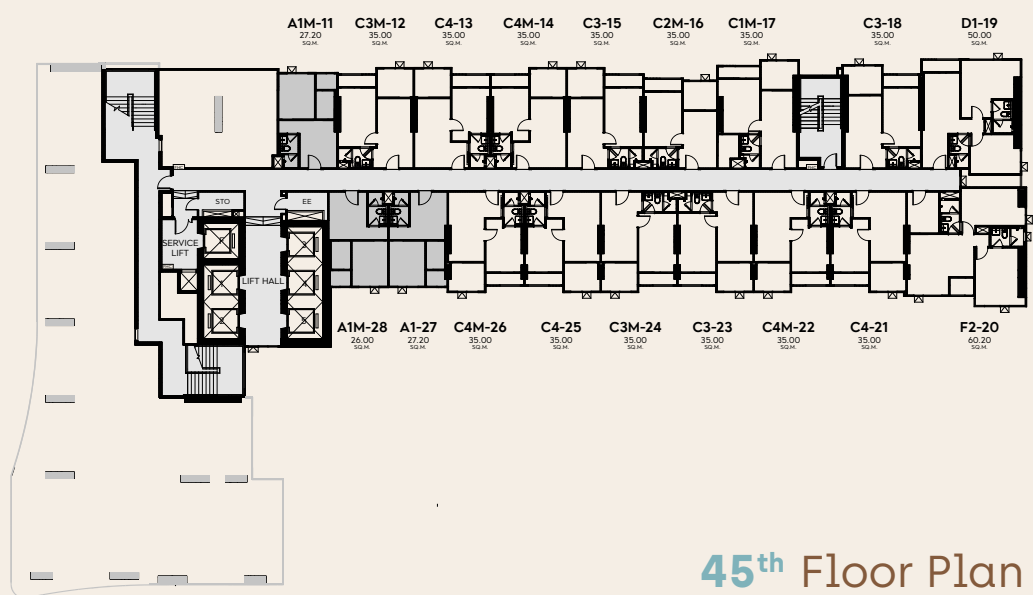 A1M-11 C3M-12 C4-13 C4M-14 C3-15 C2M-16 C1M-17 C3-18 D1-19
27.20 35.00 35.00 35.00 35.00 35.00 35.00 35.00 50.00
SQ.M. SQ.M. SQ.M. SQ.M. SQ.M. SQ.M. SQ.M. SQ.M. SQ.M.
STO EE
SERVICE
LIFT
LIFT HALL
A1M-28 A1-27 C4M-26 C4-25 C3M-24 C3-23 C4M-22 C4-21 F2-20
26.00 27.20 35.00 35.00 35.00 35.00 35.00 35.00 60.20
SQ.M. SQ.M. SQ.M. SQ.M. SQ.M. SQ.M. SQ.M. SQ.M. SQ.M.
45th Floor Plan